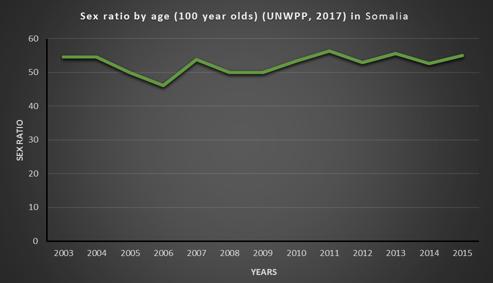 Sex ratio by age (100 year olds) (UNWPP, 2017) in Somalia
60
50
40
30
20
10
0
SEX RATIO
2003 2004 2005 2006 2007 2008 2009 2010 2011 2012 2013 2014 2015
YEARS